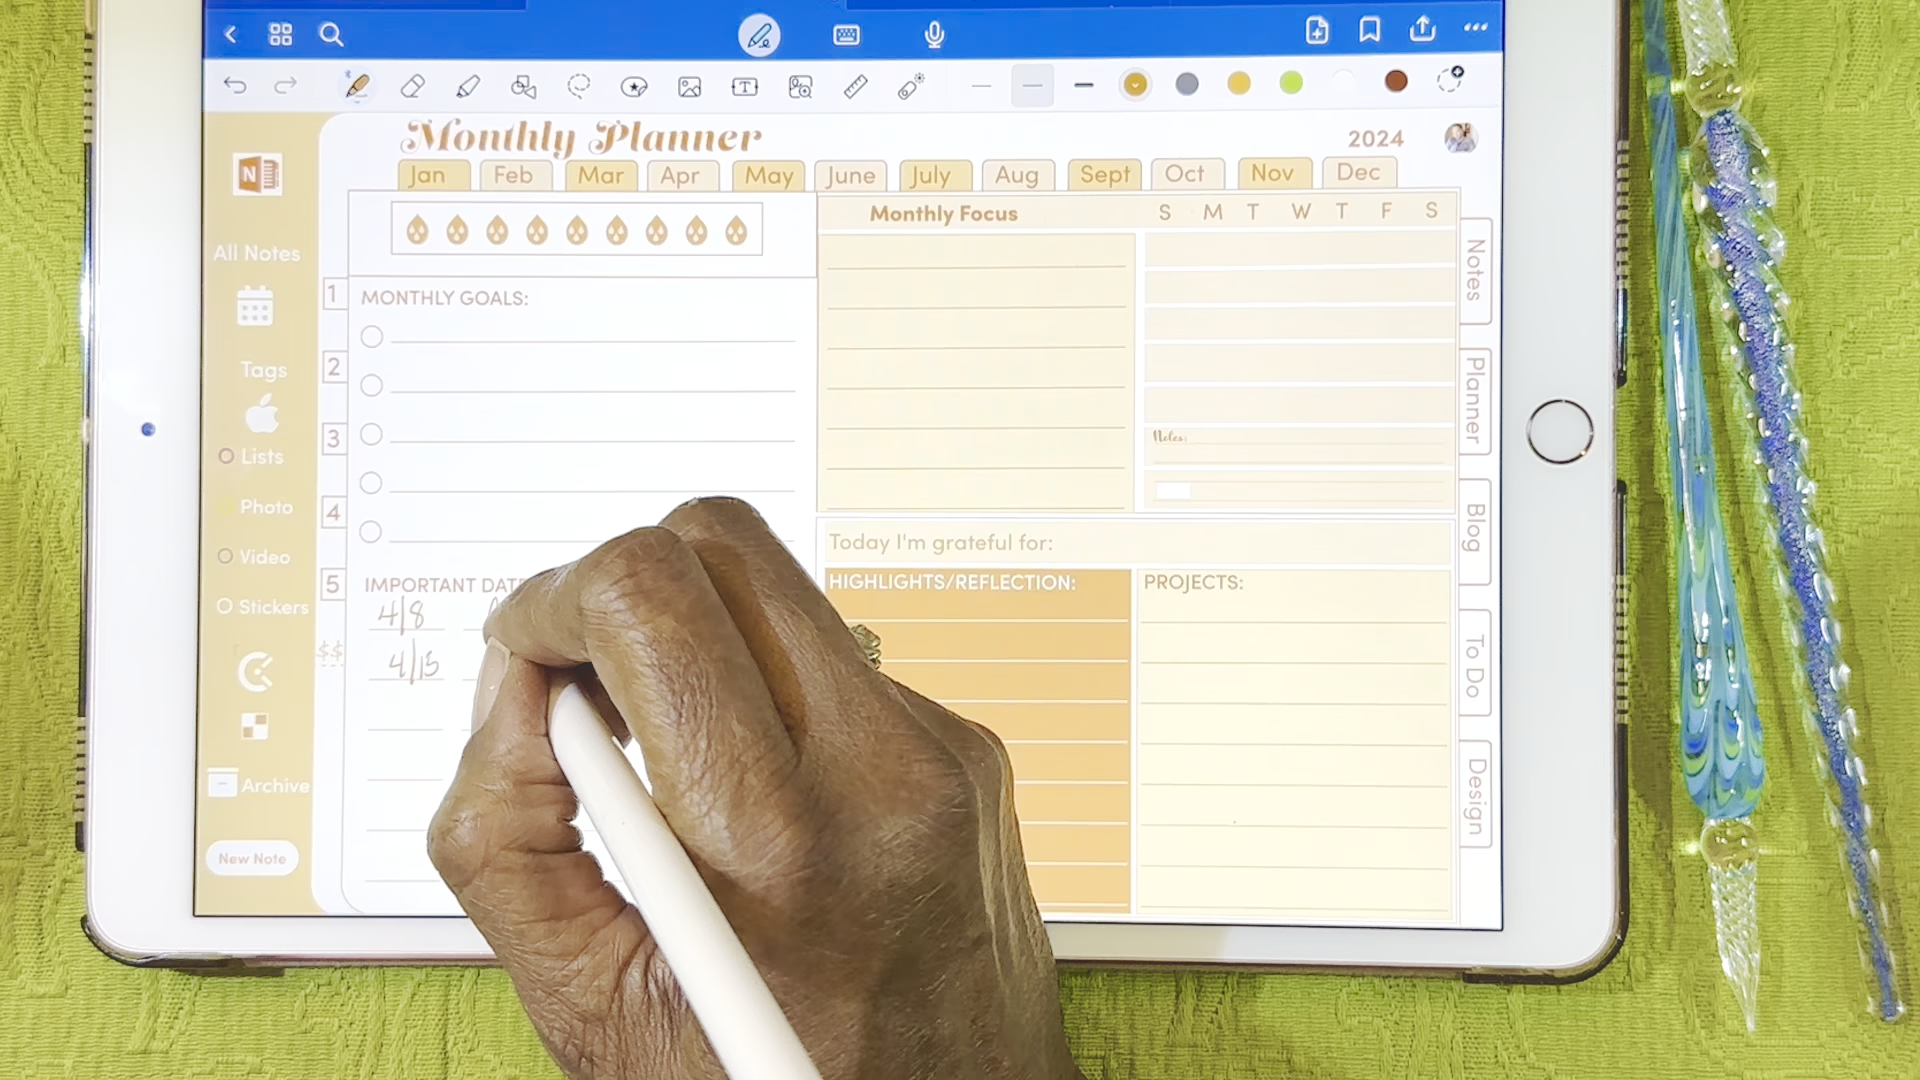 Monthly Planner
2024
Jan Feb Mar Apr May June July Aug Sept Oct Nov Dec
N
All Notes
Tags
Lists
Photo
Video
Stickers
Archive
New Note
1
2
3
4
5
$$
MONTHLY GOALS:
IMPORTANT DATE
4/8
4/15
Monthly Focus
S M T W T F S
Notes:
Today I'm grateful for:
HIGHLIGHTS/REFLECTION:
PROJECTS:
Notes
Planner
Blog
To Do
Design